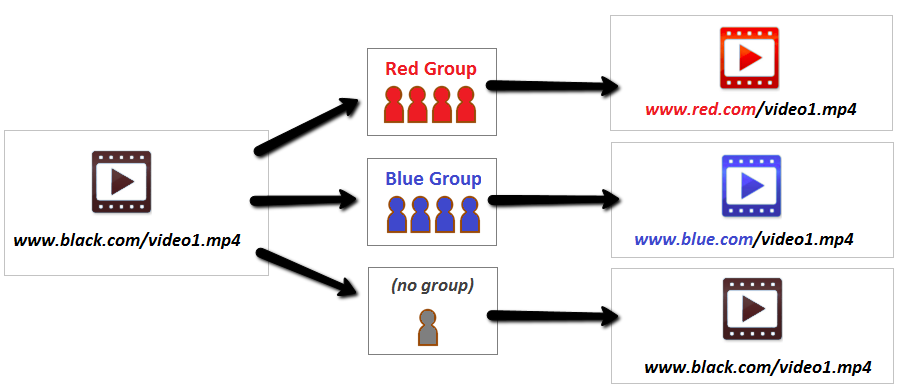 www.black.com/video1.mp4
Red Group
Blue Group
(no group)
www.red.com/video1.mp4
www.blue.com/video1.mp4
www.black.com/video1.mp4